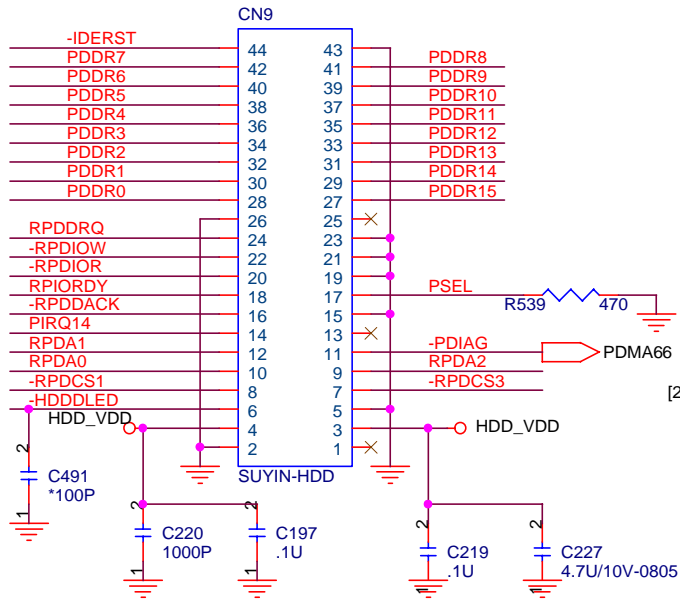 CN9
-IDERST 44 43
PDDR7 42 41 PDDR8
PDDR6 40 39 PDDR9
PDDR5 38 37 PDDR10
PDDR4 36 35 PDDR11
PDDR3 34 33 PDDR12
PDDR2 32 31 PDDR13
PDDR1 30 29 PDDR14
PDDR0 28 27 PDDR15
26 25
RPDDRQ 24 23
-RPDIOW 22 21
-RPDIOR 20 19
RPIORDY 18 17 PSEL R539 470
-RPDDACK 16 15
PIRQ14 14 13
RPDA1 12 11 -PDIAG PDMA66
RPDA0 10 9 RPDA2
-RPDCS1 8 7 -RPDCS3
[2
-HDDDLED 6 5
HDD_VDD 4 3 HDD_VDD
2 1
SUYIN-HDD
2 C491 *100P 1
2 C220 1000P 1
2 C197 .1U 1
2 C219 .1U 1
2 C227 4.7U/10V-0805 1